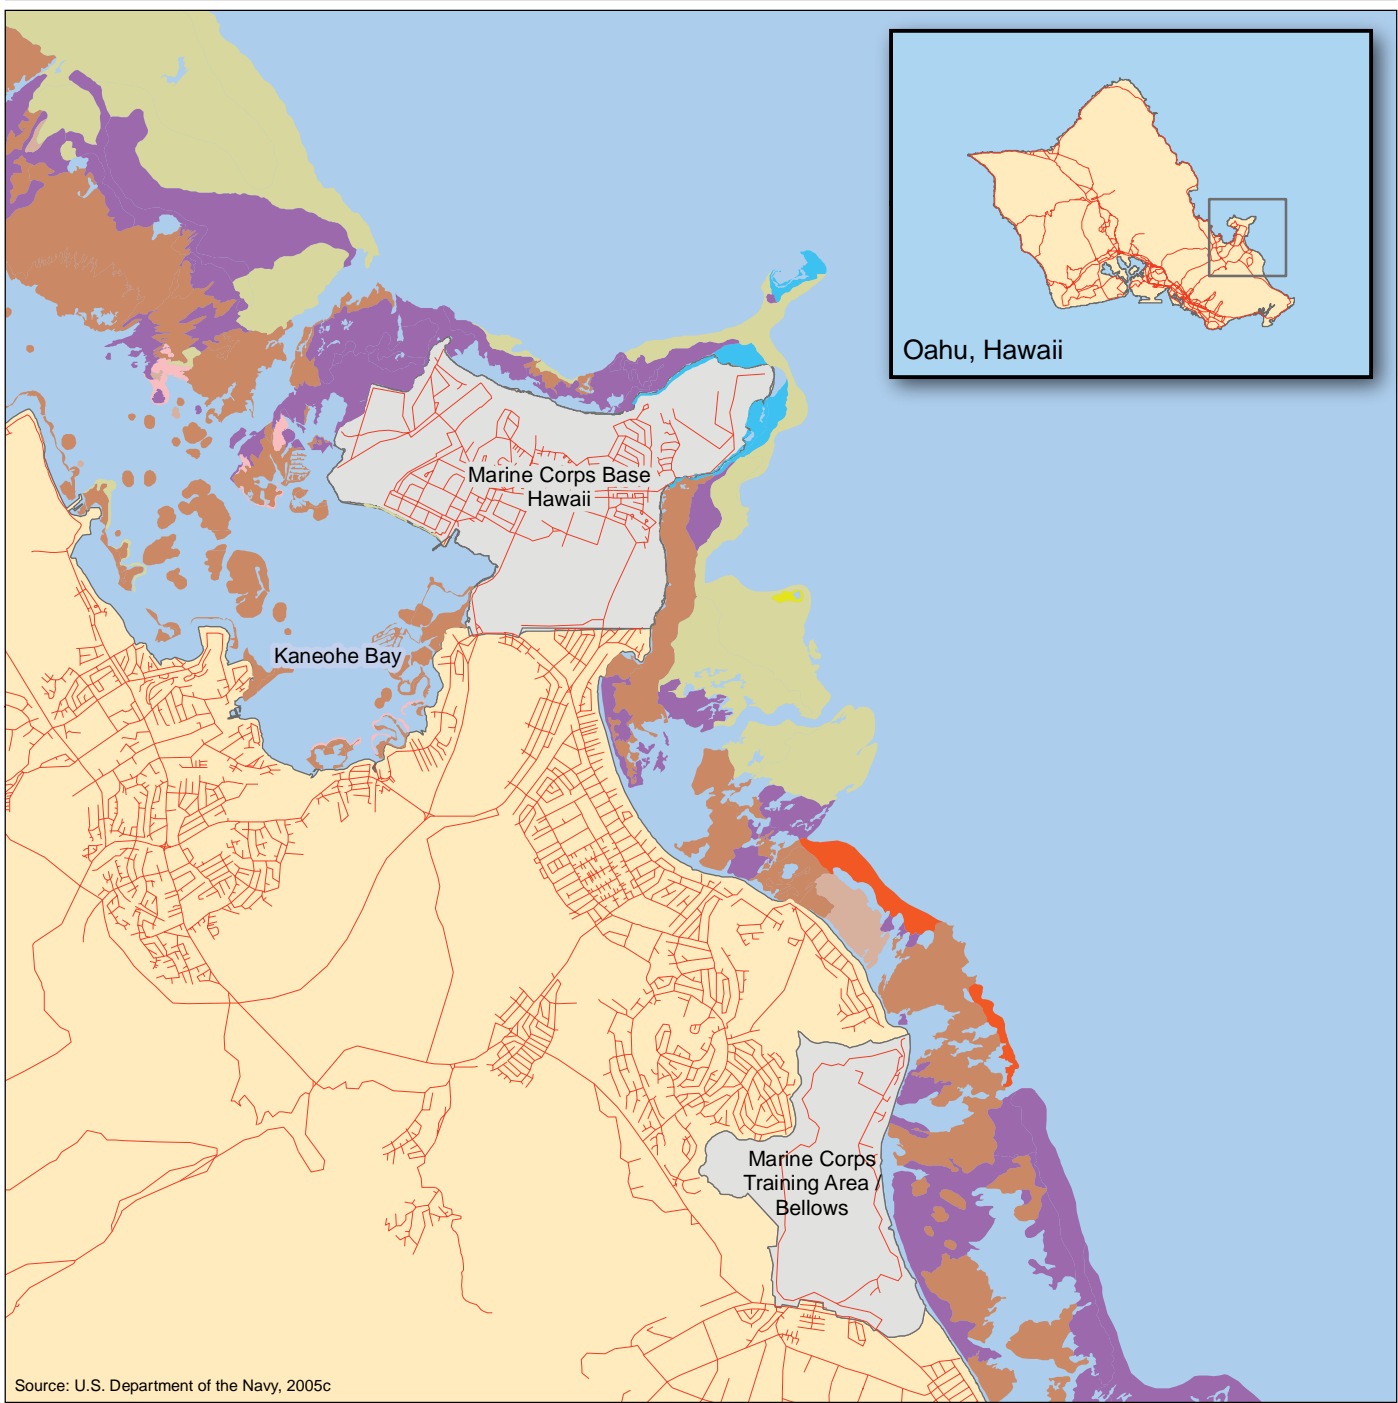 Oahu, Hawaii
Marine Corps Base
Hawaii
Kaneohe Bay
Marine Corps
Training Area /
Bellows
Source: U.S. Department of the Navy, 2005c